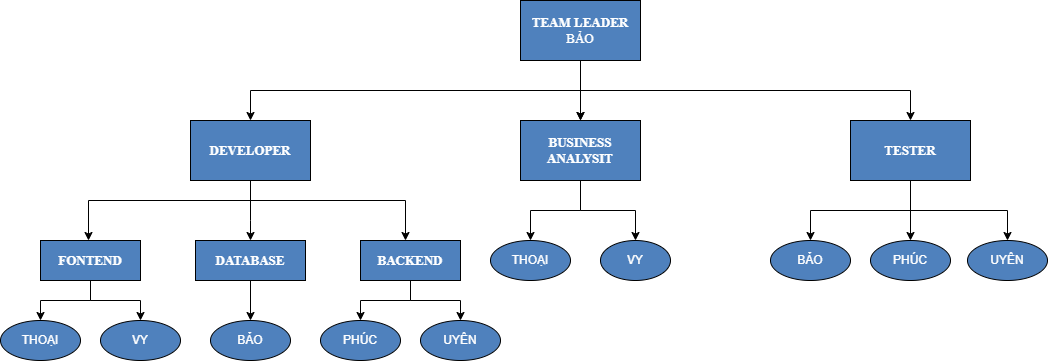 TEAM LEADER
BẢO
DEVELOPER
BUSINESS
ANALYSIT
TESTER
FONTEND
DATABASE
BACKEND
THOẠI
VY
BẢO
PHÚC
UYÊN
THOẠI
VY
BẢO
PHÚC
UYÊN